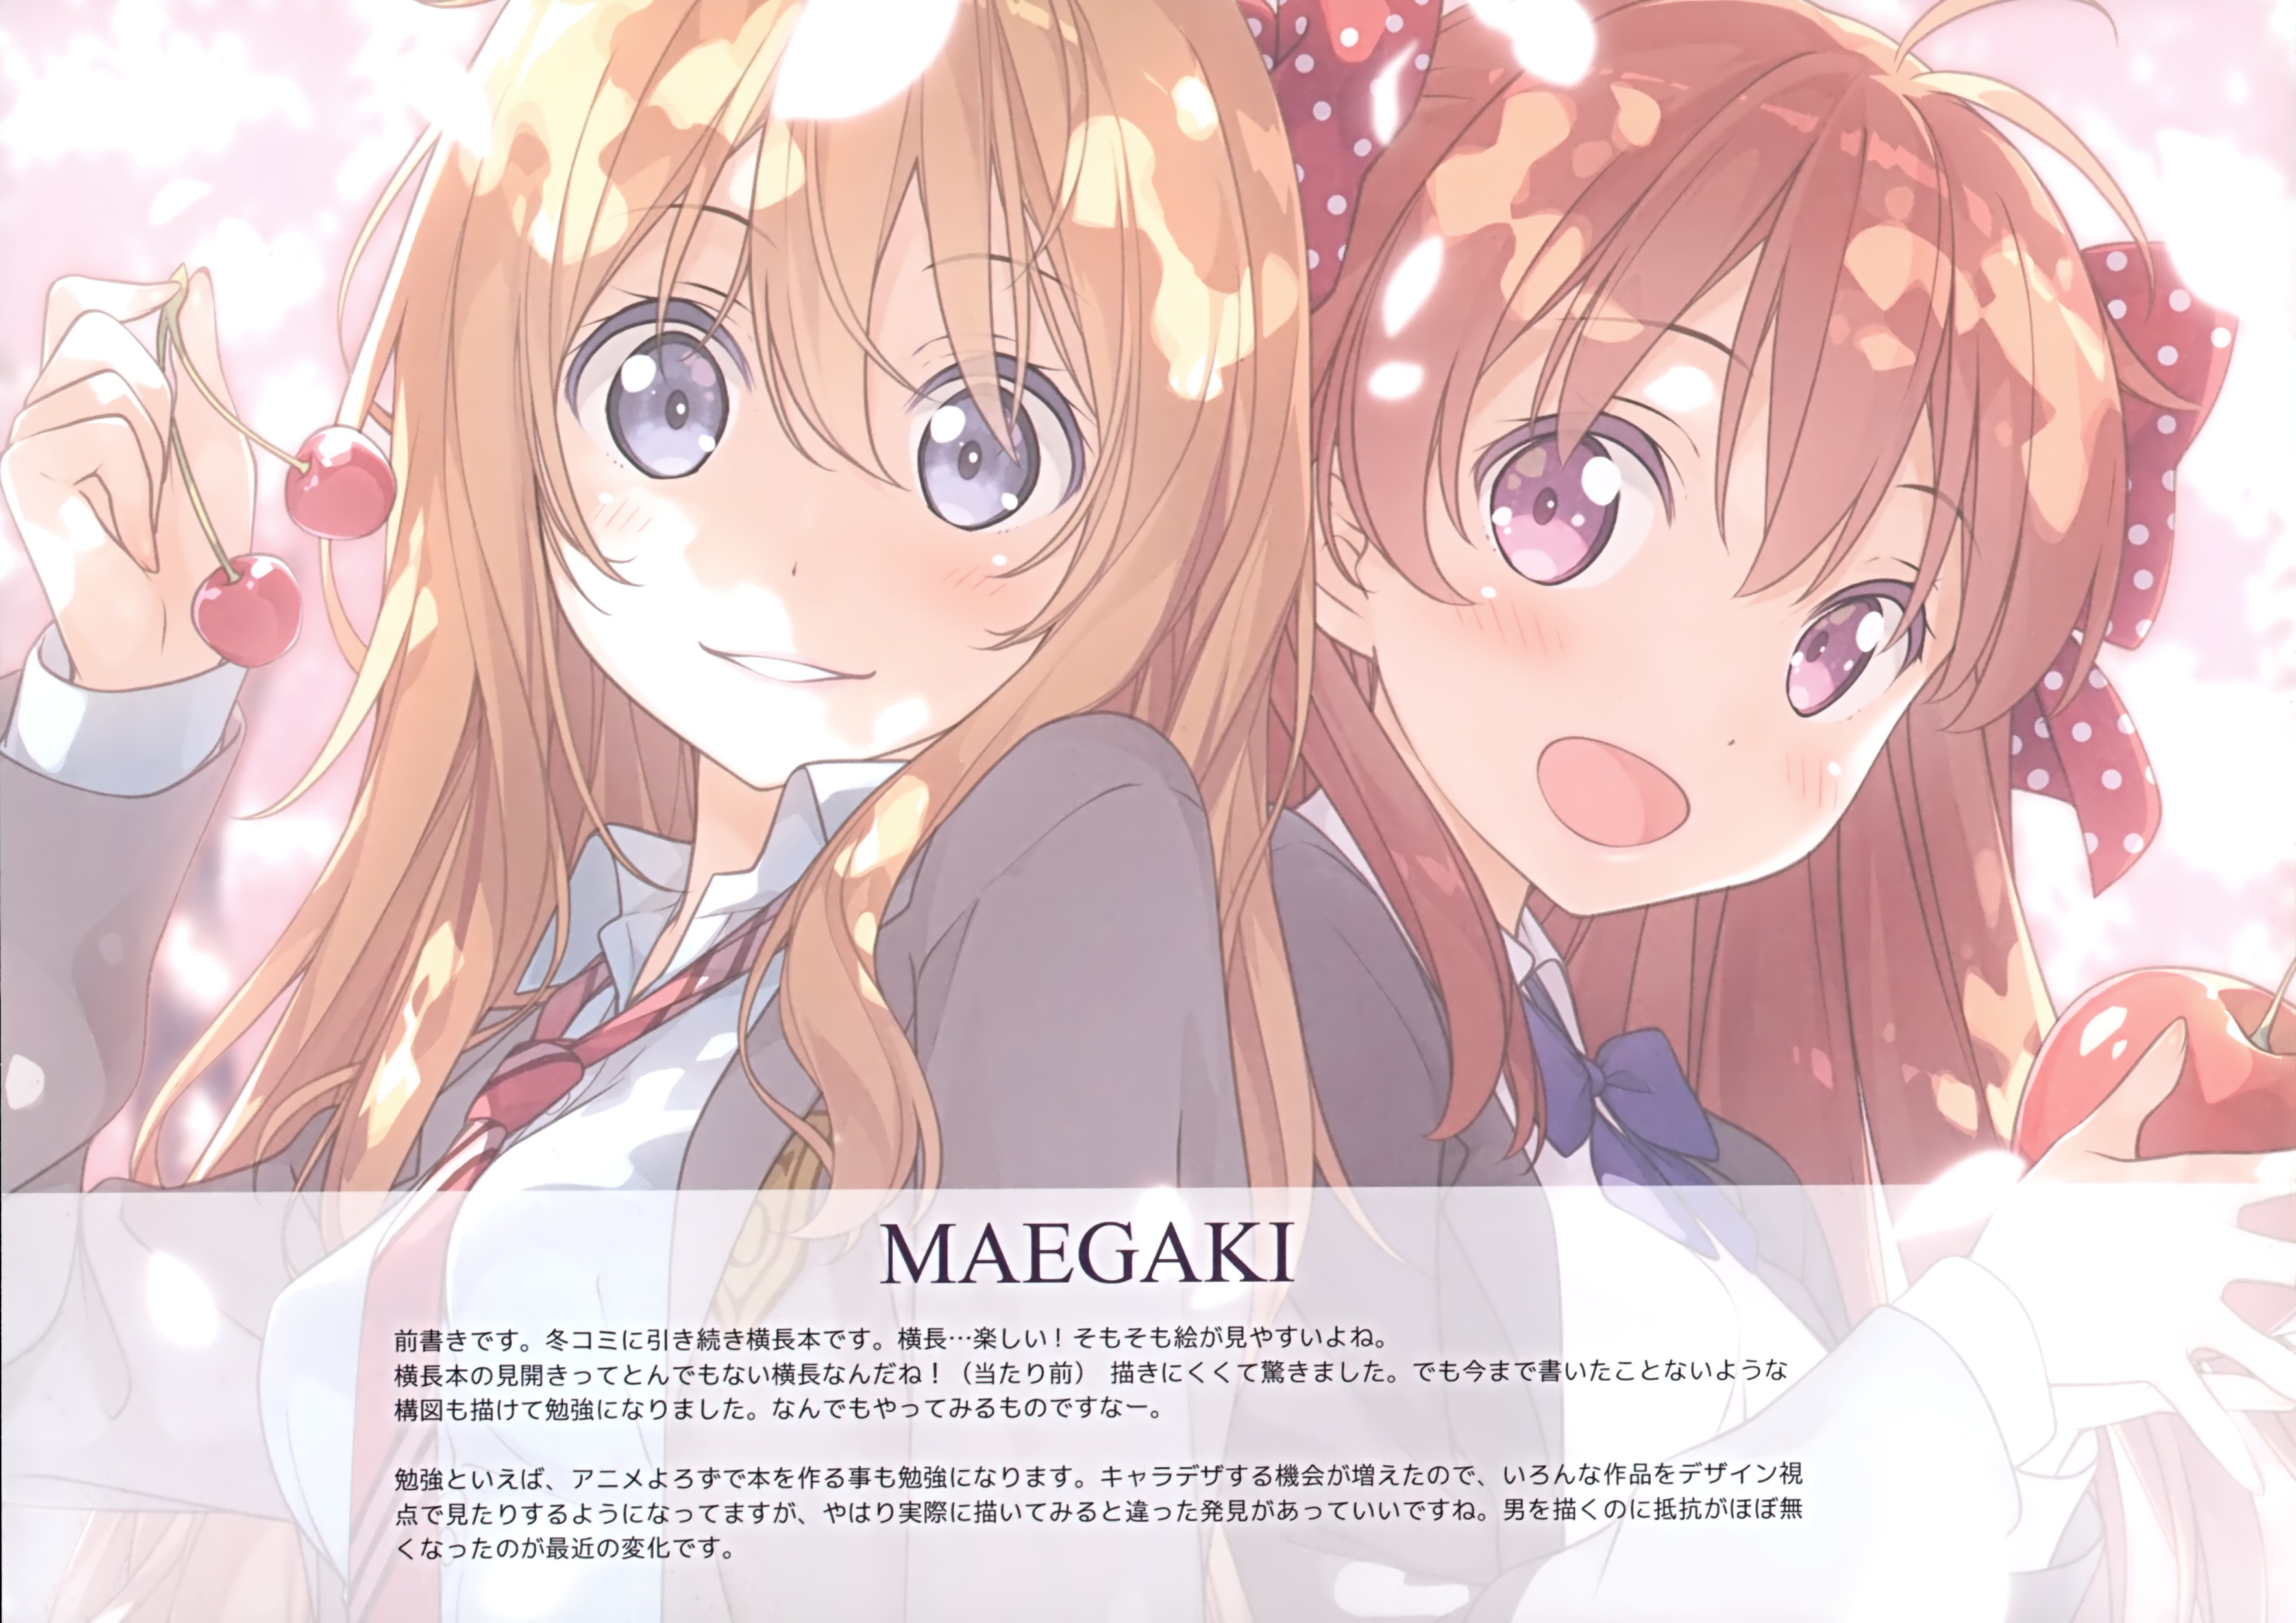 MAEGAKI
前書きです。冬コミに引き続き横長本です。横長…楽しい！そもそも絵が見やすいよね。
横長本の見開きってとんでもない横長なんだね！（当たり前） 描きにくくて驚きました。でも今まで書いたことないような
構図も描けて勉強になりました。なんでもやってみるものですなー。
勉強といえば、アニメよろずで本を作る事も勉強になります。キャラデザする機会が増えたので、いろんな作品をデザイン視
点で見たりするようになってますが、やはり実際に描いてみると違った発見があっていいですね。男を描くのに抵抗がほぼ無
くなったのが最近の変化です。